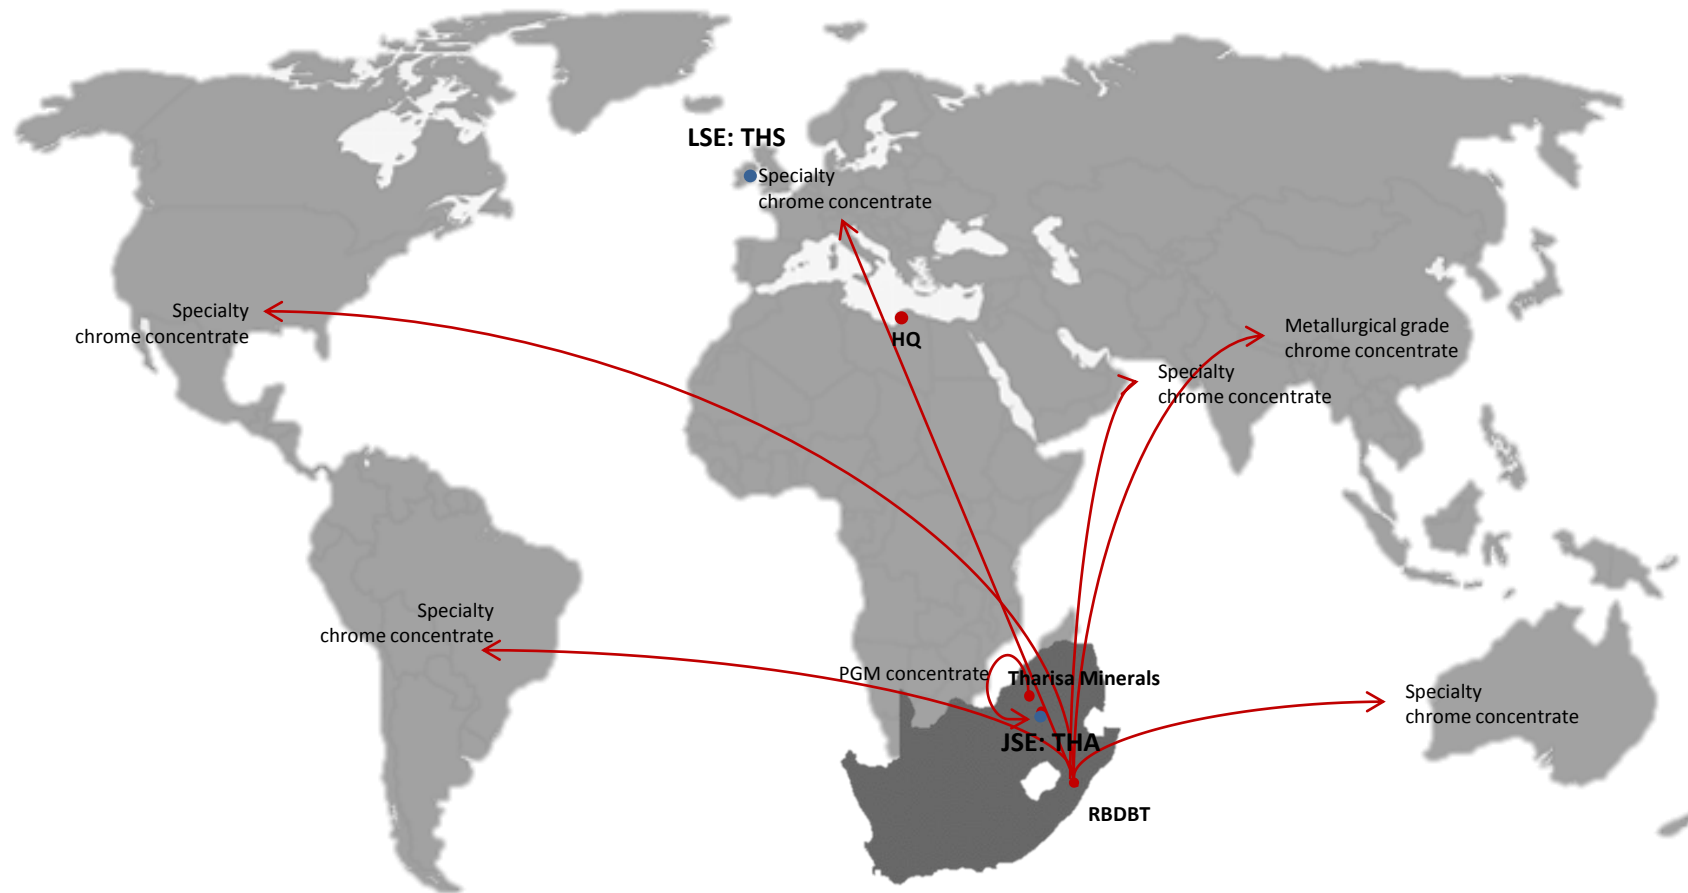 LSE: THS
Specialty
chrome concentrate
Specialty
chrome concentrate
HQ
Metallurgical grade
chrome concentrate
Specialty
chrome concentrate
Specialty
chrome concentrate
PGM concentrate
Tharisa Minerals
Specialty
chrome concentrate
JSE: THA
RBDBT